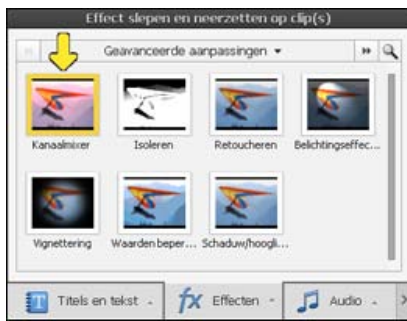 Effect slepen en neerzetten op clip(s)
Geavanceerde aanpassingen
Kanaalmixer Isoleren Retoucheren Belichtingseffec...
Vignettering Waarden beper... Schaduw/hoogli...
Titels en tekst fx Effecten Audio